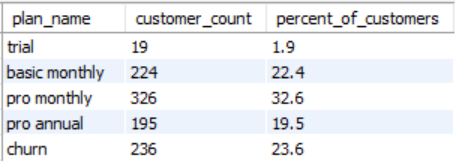 plan_name customer_count percent_of_customers
trial 19 1.9
basic monthly 224 22.4
pro monthly 326 32.6
pro annual 195 19.5
churn 236 23.6